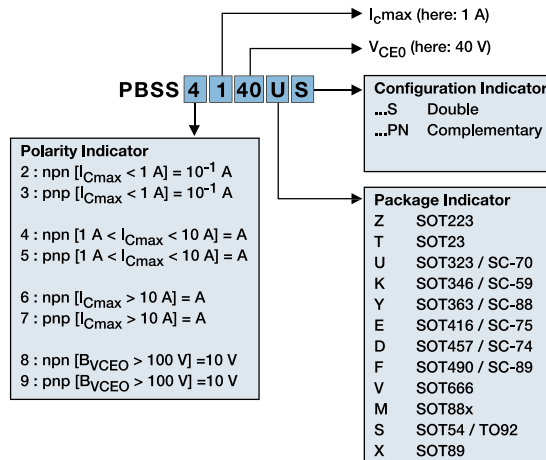 I_Cmax (here: 1 A)
V_CE0 (here: 40 V)
PBSS 4 1 40 U S
Configuration Indicator
...S Double
...PN Complementary
Polarity Indicator
2 : npn [I_Cmax < 1 A] = 10^-1 A
3 : pnp [I_Cmax < 1 A] = 10^-1 A
4 : npn [1 A < I_Cmax < 10 A] = A
5 : pnp [1 A < I_Cmax < 10 A] = A
6 : npn [I_Cmax > 10 A] = A
7 : pnp [I_Cmax > 10 A] = A
8 : npn [B_VCEO > 100 V] =10 V
9 : pnp [B_VCEO > 100 V] =10 V
Package Indicator
Z SOT223
T SOT23
U SOT323 / SC-70
K SOT346 / SC-59
Y SOT363 / SC-88
E SOT416 / SC-75
D SOT457 / SC-74
F SOT490 / SC-89
V SOT666
M SOT88x
S SOT54 / TO92
X SOT89